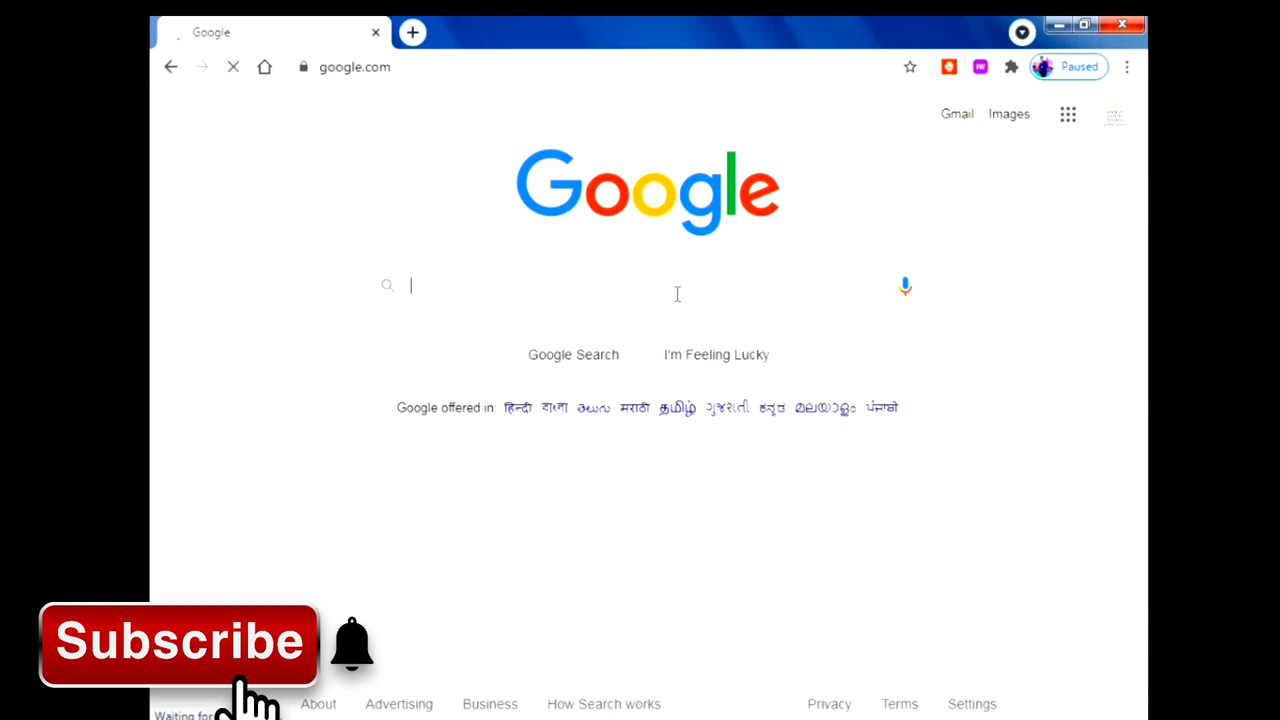 Google
google.com
Paused
Gmail Images
Google
Google Search I'm Feeling Lucky
Google offered in: हिन्दी বাংলা తెలుగు मराठी தமிழ் ગુજરાતી ಕನ್ನಡ മലയാളം ਪੰਜਾਬੀ
Subscribe
About Advertising Business How Search works Privacy Terms Settings
Waiting for